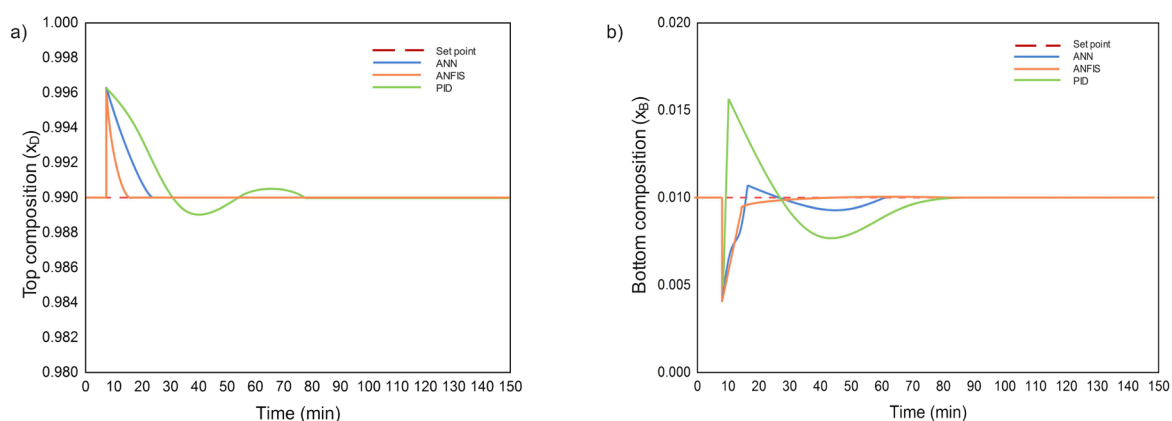 a)
1.000
0.998
0.996
0.994
0.992
0.990
0.988
0.986
0.984
0.982
0.980
Top composition (xD)
Set point
ANN
ANFIS
PID
0 10 20 30 40 50 60 70 80 90 100 110 120 130 140 150
Time (min)
b)
0.020
0.015
0.010
0.005
0.000
Bottom composition (xB)
Set point
ANN
ANFIS
PID
0 10 20 30 40 50 60 70 80 90 100 110 120 130 140 150
Time (min)